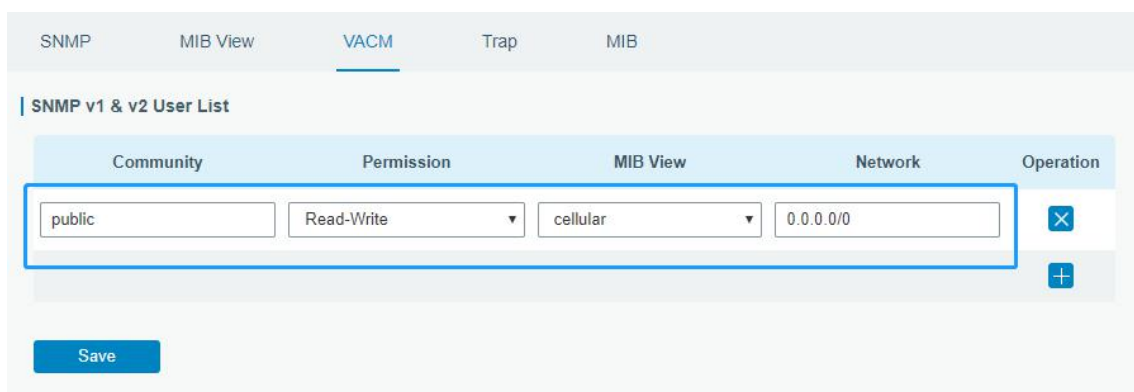 SNMP MIB View VACM Trap MIB
SNMP v1 & v2 User List
Community Permission MIB View Network Operation
public Read-Write cellular 0.0.0.0/0
Save